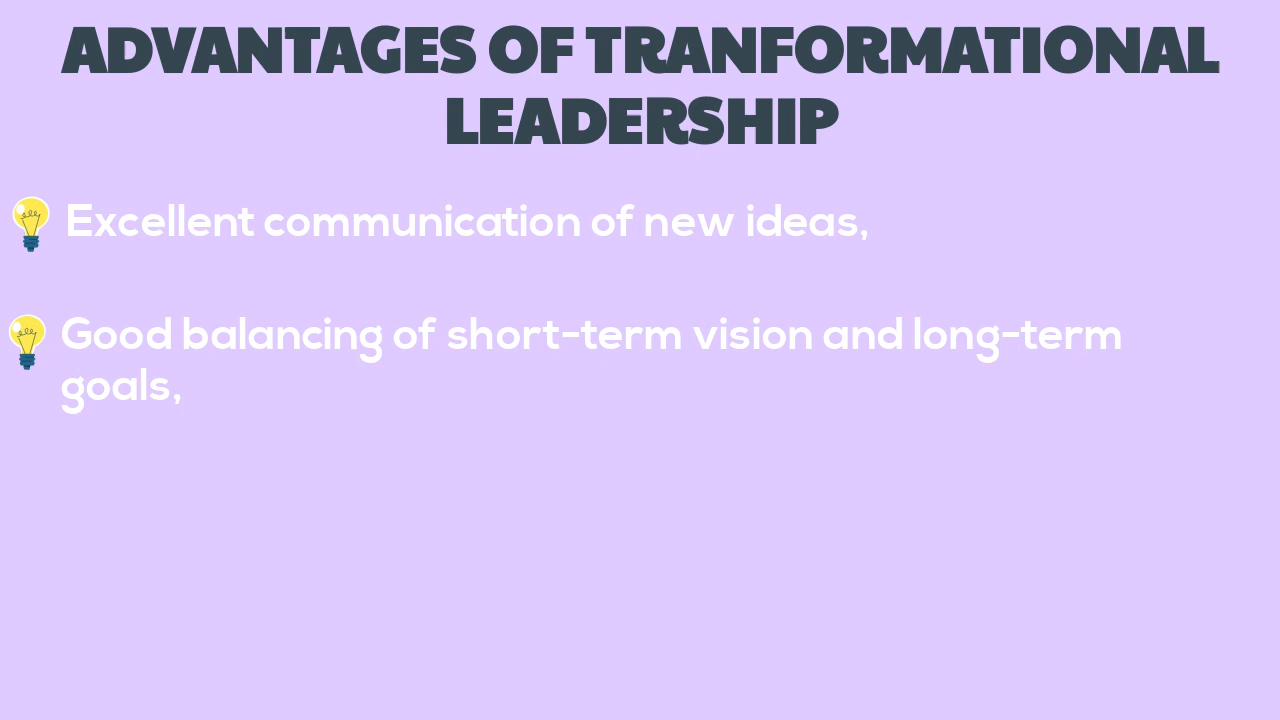 ADVANTAGES OF TRANFORMATIONAL
LEADERSHIP
Excellent communication of new ideas,
Good balancing of short-term vision and long-term
goals,